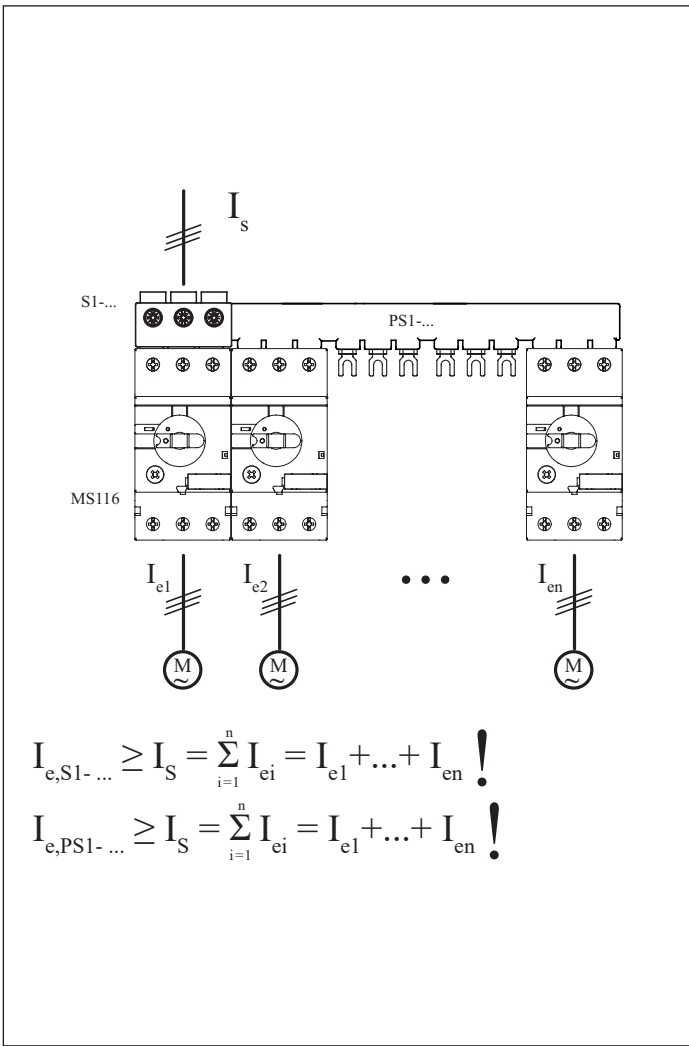 I_s
S1-...
PS1-...
MS116
I_e1 I_e2 ... I_en
M ~ M ~ M ~
I_e,S1- ... ≥ I_S = Σ_{i=1}^{n} I_ei = I_e1+...+ I_en !
I_e,PS1- ... ≥ I_S = Σ_{i=1}^{n} I_ei = I_e1+...+ I_en !